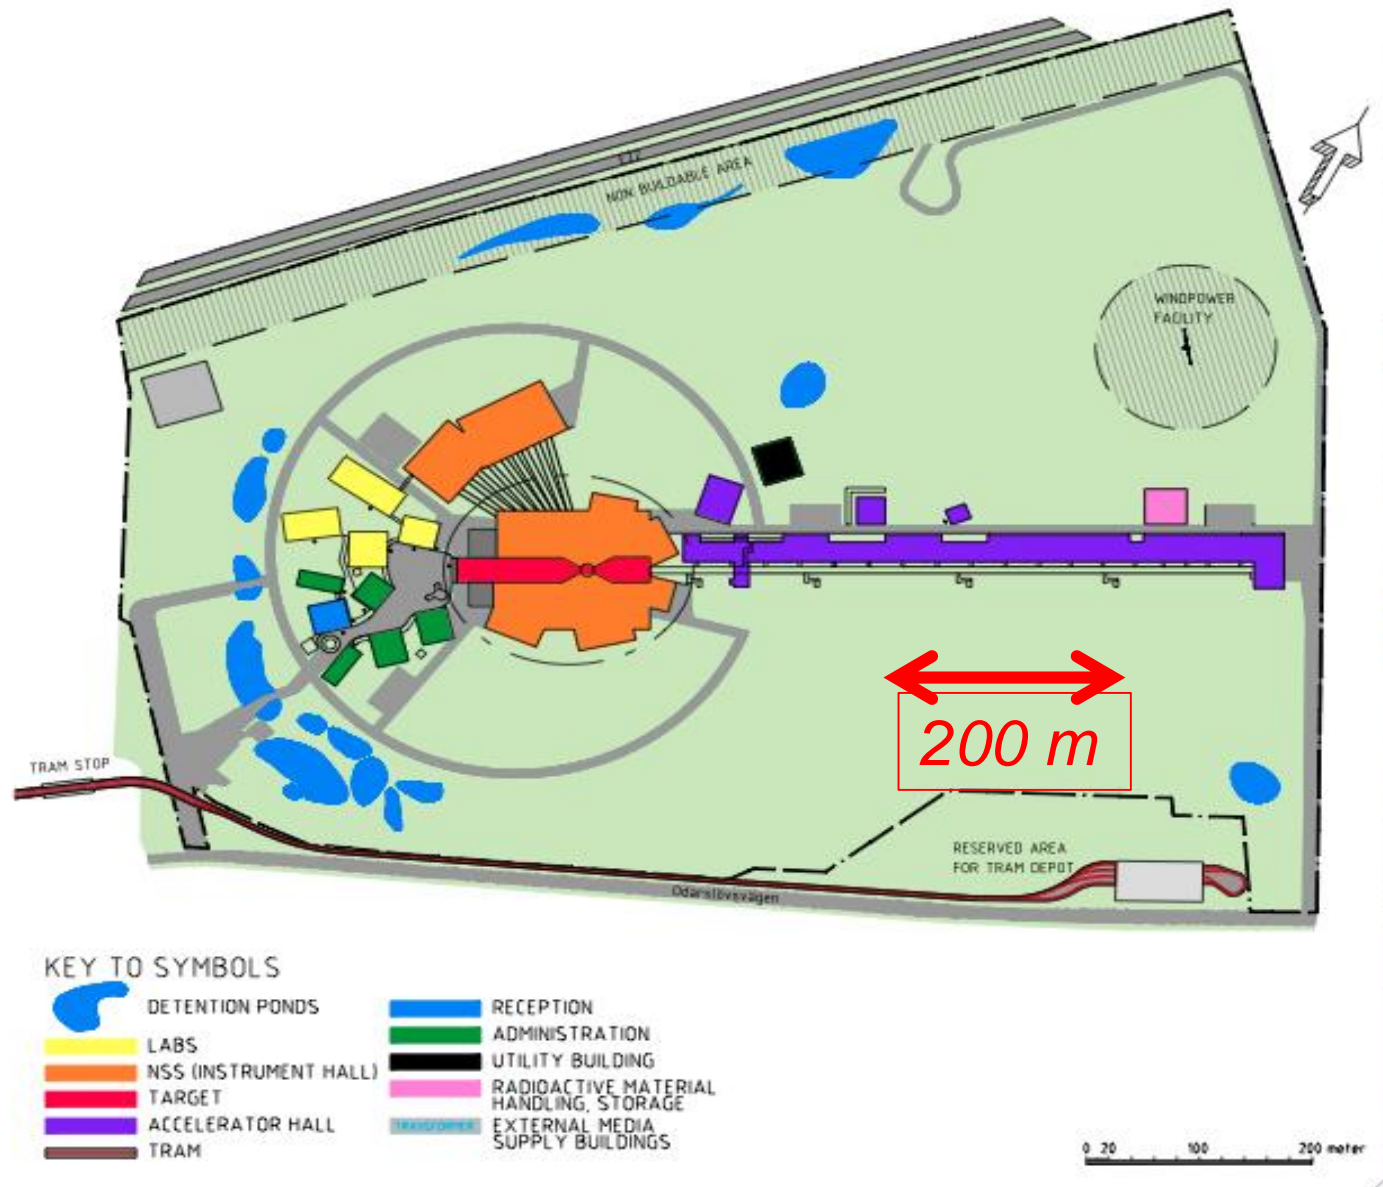 E22
NON BUILDABLE AREA
WINDPOWER
FACILITY
200 m
TRAM STOP
RESERVED AREA
FOR TRAM DEPOT
Odarslövsvägen
KEY TO SYMBOLS
DETENTION PONDS
LABS
NSS (INSTRUMENT HALL)
TARGET
ACCELERATOR HALL
TRAM
RECEPTION
ADMINISTRATION
UTILITY BUILDING
RADIOACTIVE MATERIAL
HANDLING, STORAGE
TRANSFORMER
EXTERNAL MEDIA
SUPPLY BUILDINGS
0 20 100 200 meter